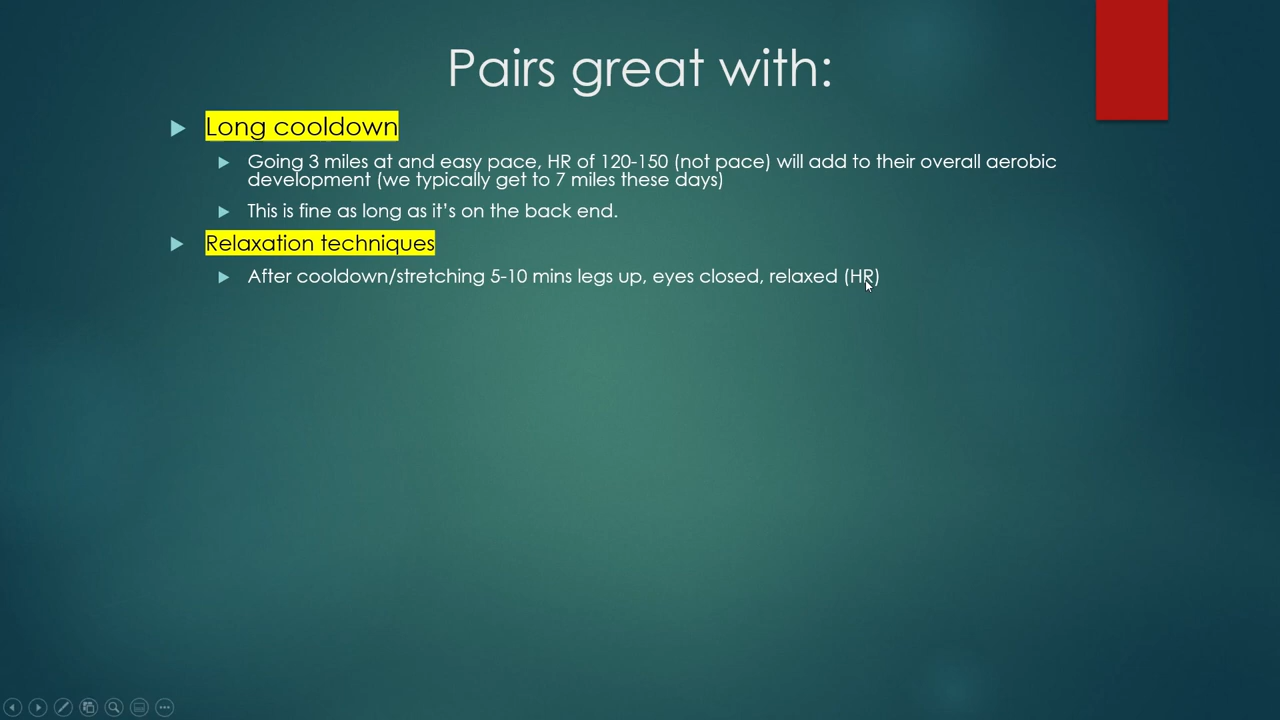 Pairs great with:
Long cooldown
Going 3 miles at and easy pace, HR of 120-150 (not pace) will add to their overall aerobic
development (we typically get to 7 miles these days)
This is fine as long as it's on the back end.
Relaxation techniques
After cooldown/stretching 5-10 mins legs up, eyes closed, relaxed (HR)